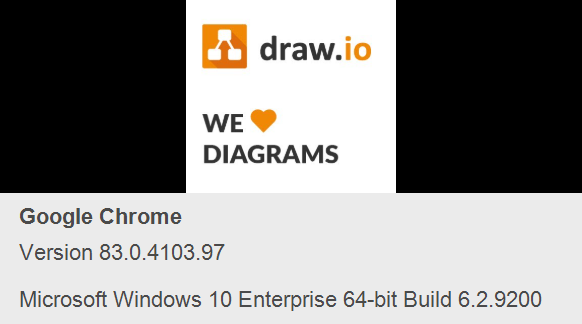 draw.io
WE
DIAGRAMS
Google Chrome
Version 83.0.4103.97
Microsoft Windows 10 Enterprise 64-bit Build 6.2.9200